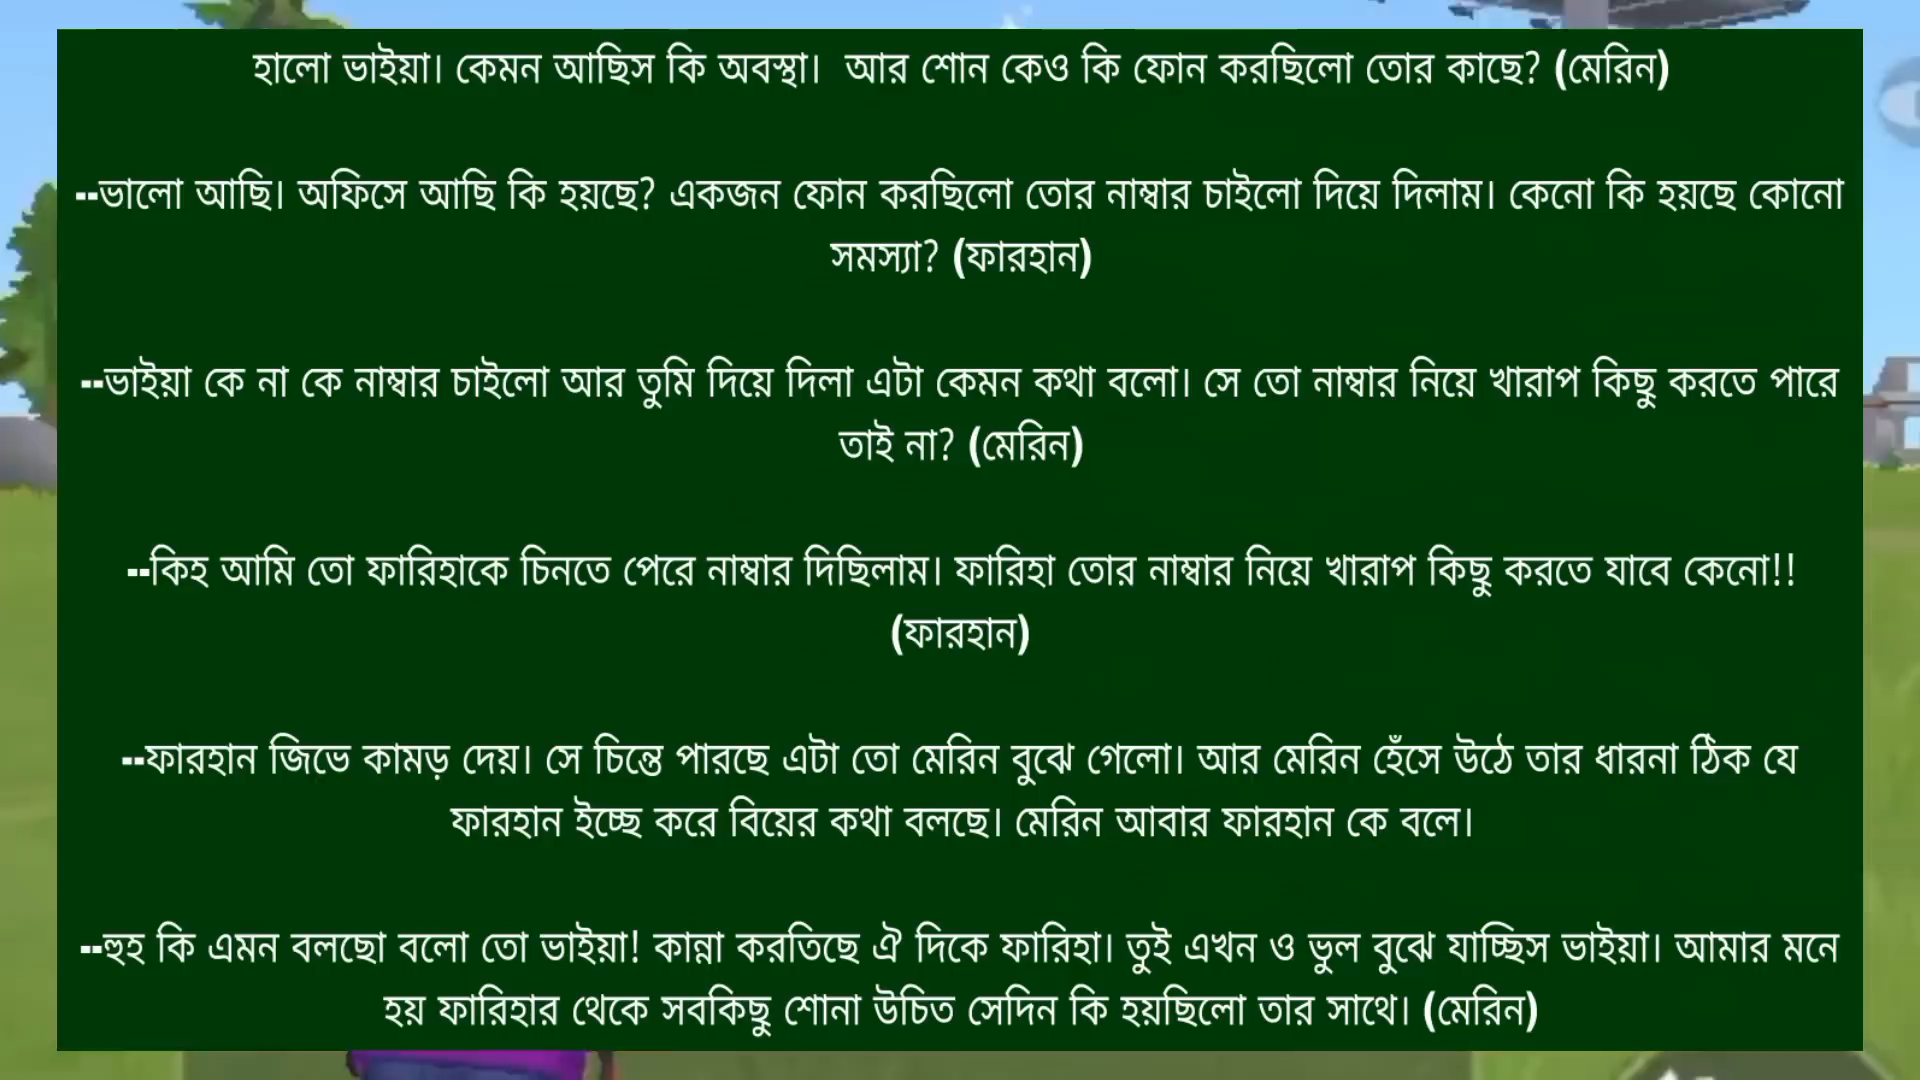 হালো ভাইয়া। কেমন আছিস কি অবস্থা।  আর শোন কেও কি ফোন করছিলো তোর কাছে? (মেরিন)
--ভালো আছি। অফিসে আছি কি হয়ছে? একজন ফোন করছিলো তোর নাম্বার চাইলো দিয়ে দিলাম। কেনো কি হয়ছে কোনো
সমস্যা? (ফারহান)
--ভাইয়া কে না কে নাম্বার চাইলো আর তুমি দিয়ে দিলা এটা কেমন কথা বলো। সে তো নাম্বার নিয়ে খারাপ কিছু করতে পারে
তাই না? (মেরিন)
--কিহ আমি তো ফারিহাকে চিনতে পেরে নাম্বার দিছিলাম। ফারিহা তোর নাম্বার নিয়ে খারাপ কিছু করতে যাবে কেনো!!
(ফারহান)
--ফারহান জিভে কামড় দেয়। সে চিন্তে পারছে এটা তো মেরিন বুঝে গেলো। আর মেরিন হেঁসে উঠে তার ধারনা ঠিক যে
ফারহান ইচ্ছে করে বিয়ের কথা বলছে। মেরিন আবার ফারহান কে বলে।
--হুহ কি এমন বলছো বলো তো ভাইয়া! কান্না করতিছে ঐ দিকে ফারিহা। তুই এখন ও ভুল বুঝে যাচ্ছিস ভাইয়া। আমার মনে
হয় ফারিহার থেকে সবকিছু শোনা উচিত সেদিন কি হয়ছিলো তার সাথে। (মেরিন)